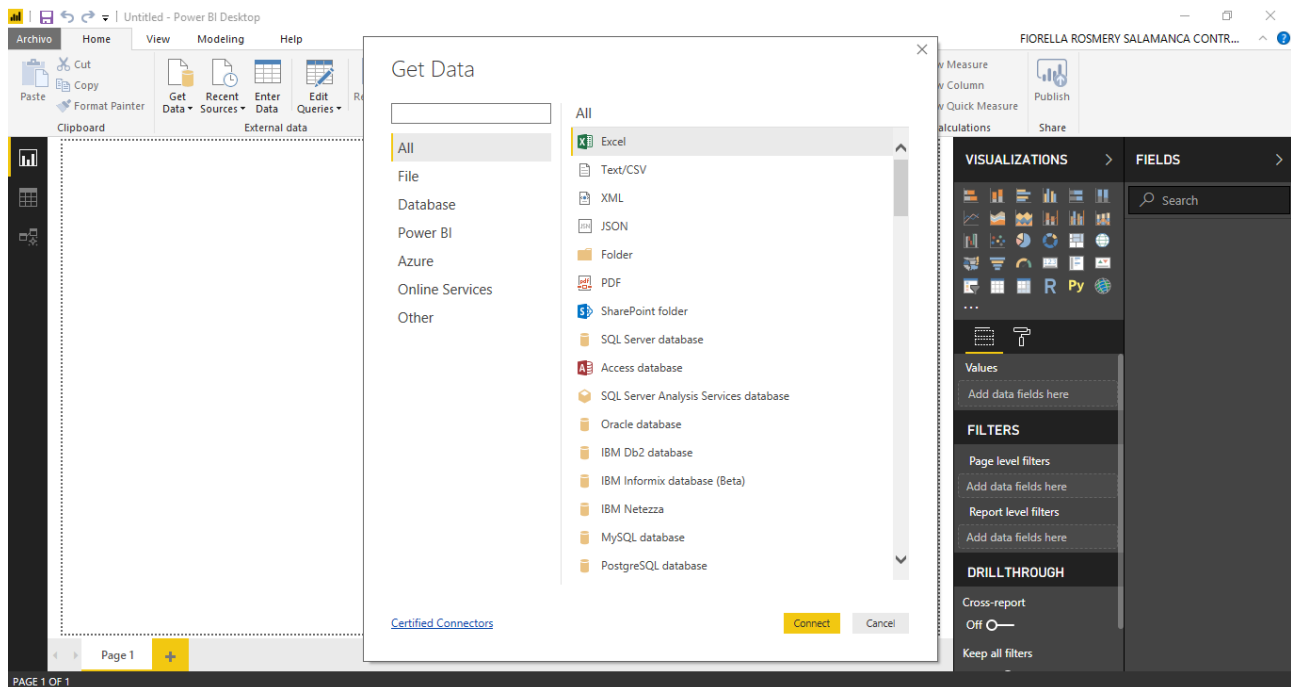 Untitled - Power BI Desktop
Archivo Home View Modeling Help FIORELLA ROSMERY SALAMANCA CONTR...
Paste
Cut
Copy
Format Painter
Clipboard
Get Data
Recent Sources
Enter Data
Edit Queries
External data
Measure
Column
Quick Measure
Publish
Share
Get Data
All
File
Database
Power BI
Azure
Online Services
Other
All
Excel
Text/CSV
XML
JSON
Folder
PDF
SharePoint folder
SQL Server database
Access database
SQL Server Analysis Services database
Oracle database
IBM Db2 database
IBM Informix database (Beta)
IBM Netezza
MySQL database
PostgreSQL database
Certified Connectors
Connect
Cancel
VISUALIZATIONS
R Py
...
Values
Add data fields here
FILTERS
Page level filters
Add data fields here
Report level filters
Add data fields here
DRILLTHROUGH
Cross-report
Off
Keep all filters
FIELDS
Search
Page 1
PAGE 1 OF 1